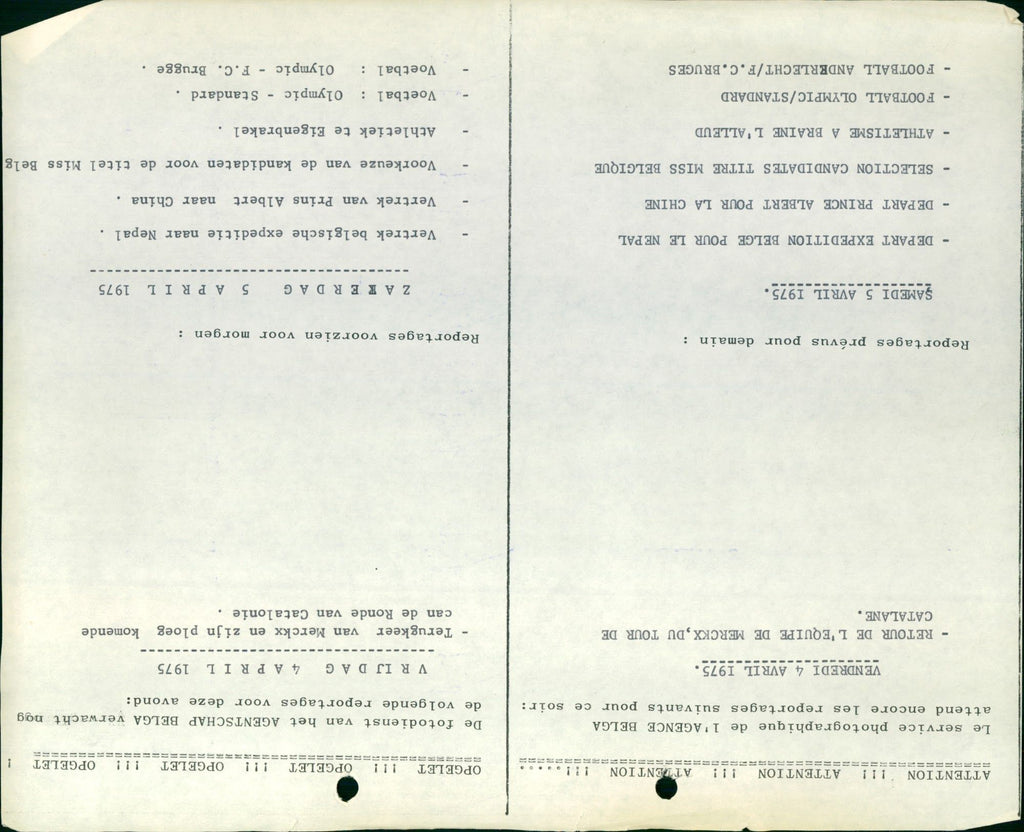 ATTENTION !!! ATTENTION !!! ATTENTION !!!.....
==============================================
Le service photographique de l'AGENCE BELGA
attend encore les reportages suivants pour ce soir:
VENDREDI 4 AVRIL 1975.
----------------------
- RETOUR DE L'EQUIPE DE MERCKX,DU TOUR DE
CATALANE.
Reportages prévus pour demain :
SAMEDI 5 AVRIL 1975.
--------------------
- DEPART EXPEDITION BELGE POUR LE NEPAL
- DEPART PRINCE ALBERT POUR LA CHINE
- SELECTION CANDIDATES TITRE MISS BELGIQUE
- ATHLETISME A BRAINE L'ALLEUD
- FOOTBALL OLYMPIC/STANDARD
- FOOTBALL ANDERLECHT/F.C.BRUGES
OPGELET !!! OPGELET !!! OPGELET !!! OPGELET !
==============================================
De fotodienst van het AGENTSCHAP BELGA verwacht nog
de volgende reportages voor deze avond:
V R I J D A G 4 A P R I L 1975
------------------------------
- Terugkeer van Merckx en zijn ploeg komende
can de Ronde van Catalonie .
Reportages voorzien voor morgen :
Z A T E R D A G 5 A P R I L 1975
--------------------------------
- Vertrek belgische expeditie naar Nepal .
- Vertrek van Prins Albert naar China .
- Voorkeuze van de kandidaten voor de titel Miss Belg
- Athletiek te Eigenbrakel .
- Voetbal : Olympic - Standard .
- Voetbal : Olympic - F.C. Brugge .